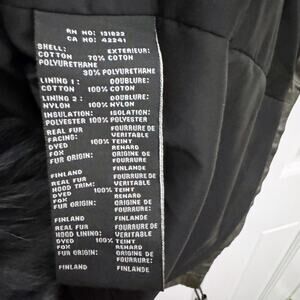 RN NO: 131922
CA NO: 42241
SHELL: EXTERIEUR:
COTTON 70% COTON
POLYURETHANE
30% POLYURETHANE
LINING 1 : DOUBLURE:
COTTON 100% COTON
LINING 2 : DOUBLURE:
NYLON 100% NYLON
INSULATION: ISOLATION:
POLYESTER 100% POLYESTER
REAL FUR FOURRURE DE
FACING: VERITABLE
DYED 100% TEINT
FOX RENARD
FUR ORIGIN: FOURRURE DE
FINLAND FINLANDE
REAL FUR FOURRURE DE
HOOD TRIM: VERITABLE
DYED 100% TEINT
FOX RENARD
FUR ORIGIN: ORIGINE DE
FOURRURE:
FINLAND FINLANDE
REAL FUR FOURRURE DE
HOOD LINING: VERITABLE
DYED 100% TEINT
FOX RENARD
FUR ORIGIN: ORIGINE DE
FOURRURE:
FINLAND FINLANDE